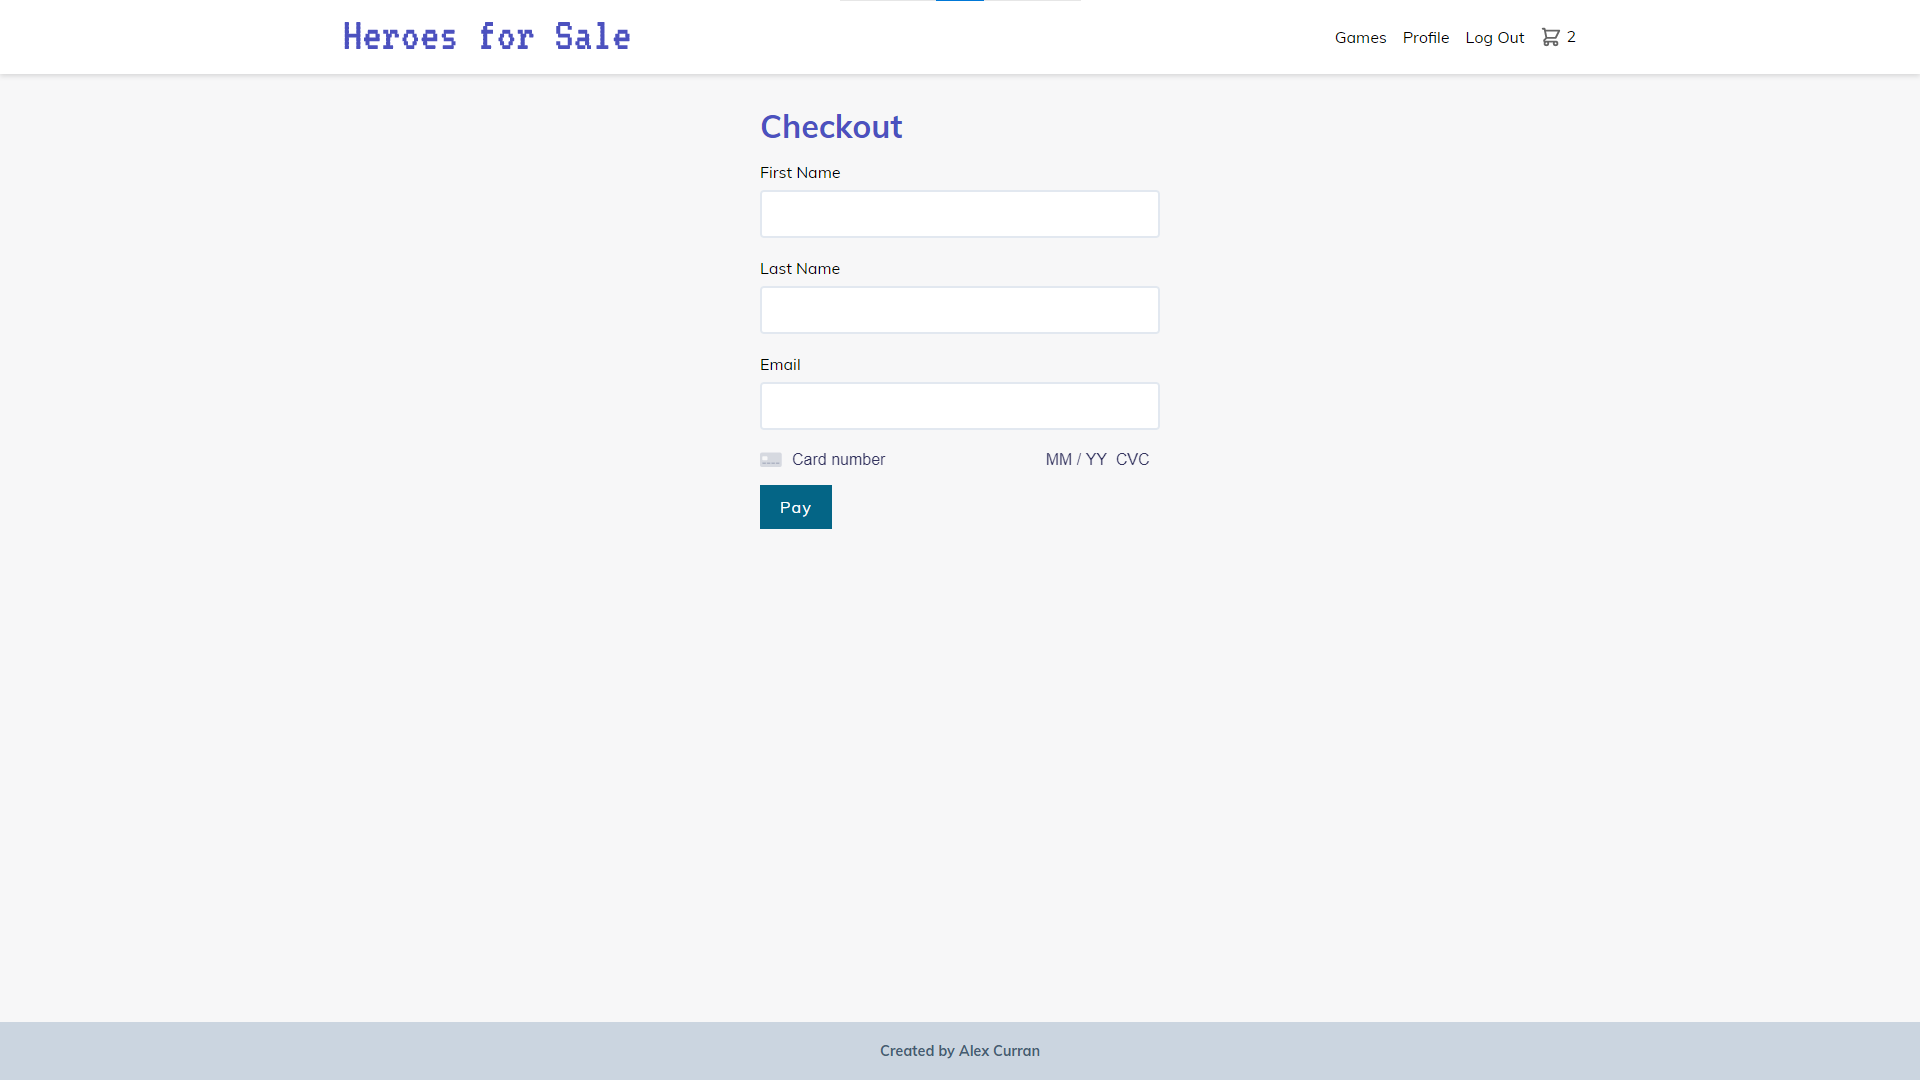 Heroes for Sale
Games Profile Log Out 2
Checkout
First Name
Last Name
Email
Card number MM / YY CVC
Pay
Created by Alex Curran